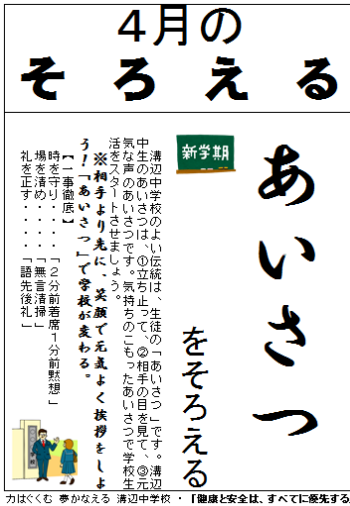 4月の
そろえる
あいさつ
をそろえる
新学期
溝辺中学校のよい伝統は、生徒の「あいさつ」です。溝辺
中生のあいさつは、①立ち止って、②相手の目を見て、③元
気な声のあいさつです。気持ちのこもったあいさつで学校生
活をスタートさせましょう。
※相手より先に、笑顔で元気よく挨拶をしよ
う！「あいさつ」で学校が変わる。
【一事徹底】
時を守り・・・・「２分前着席１分前黙想」
場を清め・・・・「無言清掃」
礼を正す・・・・「語先後礼」
力はぐくむ 夢かなえる 溝辺中学校・「健康と安全は、すべてに優先する